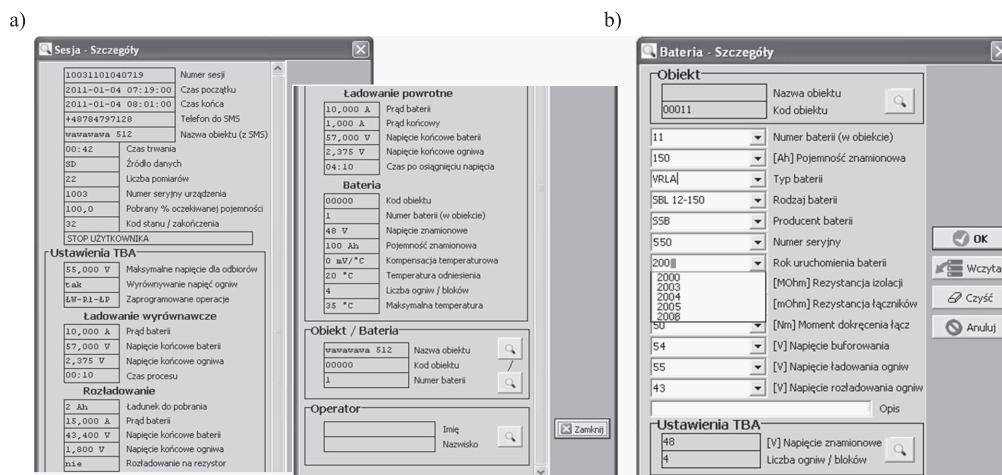 a)
Sesja - Szczegóły
10031101040719 Numer sesji
2011-01-04 07:19:00 Czas początku
2011-01-04 08:01:00 Czas końca
+48784797128 Telefon do SMS
wawawawa 512 Nazwa obiektu (z SMS)
00:42 Czas trwania
SD Źródło danych
22 Liczba pomiarów
1003 Numer seryjny urządzenia
100,0 Pobrany % oczekiwanej pojemności
32 Kod stanu / zakończenia
STOP UŻYTKOWNIKA
Ustawienia TBA
55,000 V Maksymalne napięcie dla odbiorów
tak Wyrównywanie napięć ogniw
ŁW-R1-ŁP Zaprogramowane operacje
Ładowanie wyrównawcze
10,000 A Prąd baterii
57,000 V Napięcie końcowe baterii
2,375 V Napięcie końcowe ogniwa
00:10 Czas procesu
Rozładowanie
2 Ah Ładunek do pobrania
15,000 A Prąd baterii
43,400 V Napięcie końcowe baterii
1,800 V Napięcie końcowe ogniwa
nie Rozładowanie na rezystor
Ładowanie powrotne
10,000 A Prąd baterii
1,000 A Prąd końcowy
57,000 V Napięcie końcowe baterii
2,375 V Napięcie końcowe ogniwa
04:10 Czas po osiągnięciu napięcia
Bateria
00000 Kod obiektu
1 Numer baterii (w obiekcie)
48 V Napięcie znamionowe
100 Ah Pojemność znamionowa
0 mV/°C Kompensacja temperaturowa
20 °C Temperatura odniesienia
4 Liczba ogniw / bloków
35 °C Maksymalna temperatura
Obiekt / Bateria
wawawawa 512 Nazwa obiektu
00000 Kod obiektu /
1 Numer baterii
Operator
Imię
Nazwisko
Zamknij
b)
Bateria - Szczegóły
Obiekt
Nazwa obiektu
00011 Kod obiektu
11 Numer baterii (w obiekcie)
150 [Ah] Pojemność znamionowa
VRLA Typ baterii
SBL 12-150 Rodzaj baterii
SSB Producent baterii
550 Numer seryjny
200 Rok uruchomienia baterii
2000
2003
2004
2005
2008
[MOhm] Rezystancja izolacji
[mOhm] Rezystancja łączników
50 [Nm] Moment dokręcenia łącz
54 [V] Napięcie buforowania
55 [V] Napięcie ładowania ogniw
43 [V] Napięcie rozładowania ogniw
Opis
Ustawienia TBA
48 [V] Napięcie znamionowe
4 Liczba ogniw / bloków
OK
Wczyta
Czyść
Anuluj